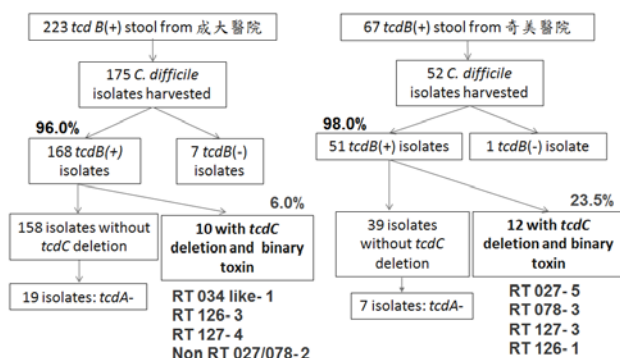 223 tcd B(+) stool from 成大醫院
175 C. difficile
isolates harvested
96.0%
168 tcdB(+)
isolates
7 tcdB(-)
isolates
6.0%
158 isolates without
tcdC deletion
10 with tcdC
deletion and binary
toxin
19 isolates: tcdA-
RT 034 like- 1
RT 126- 3
RT 127- 4
Non RT 027/078- 2
67 tcdB(+) stool from 奇美醫院
52 C. difficile
isolates harvested
98.0%
51 tcdB(+) isolates
1 tcdB(-) isolate
23.5%
39 isolates
without tcdC
deletion
12 with tcdC
deletion and binary
toxin
7 isolates: tcdA-
RT 027- 5
RT 078- 3
RT 127- 3
RT 126- 1